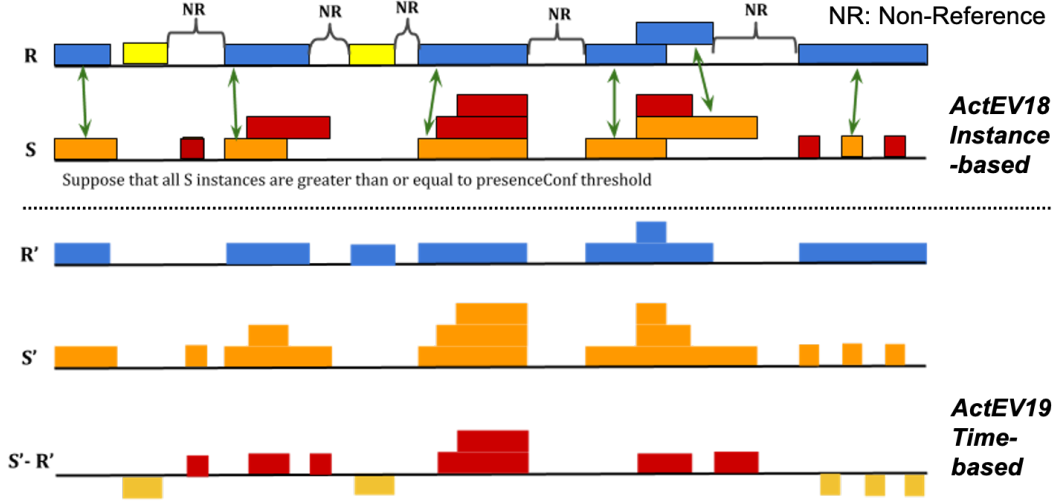 NR
NR
NR
NR
NR
NR: Non-Reference
R
S
ActEV18
Instance
-based
Suppose that all S instances are greater than or equal to presenceConf threshold
R’
S’
S’- R’
ActEV19
Time-
based